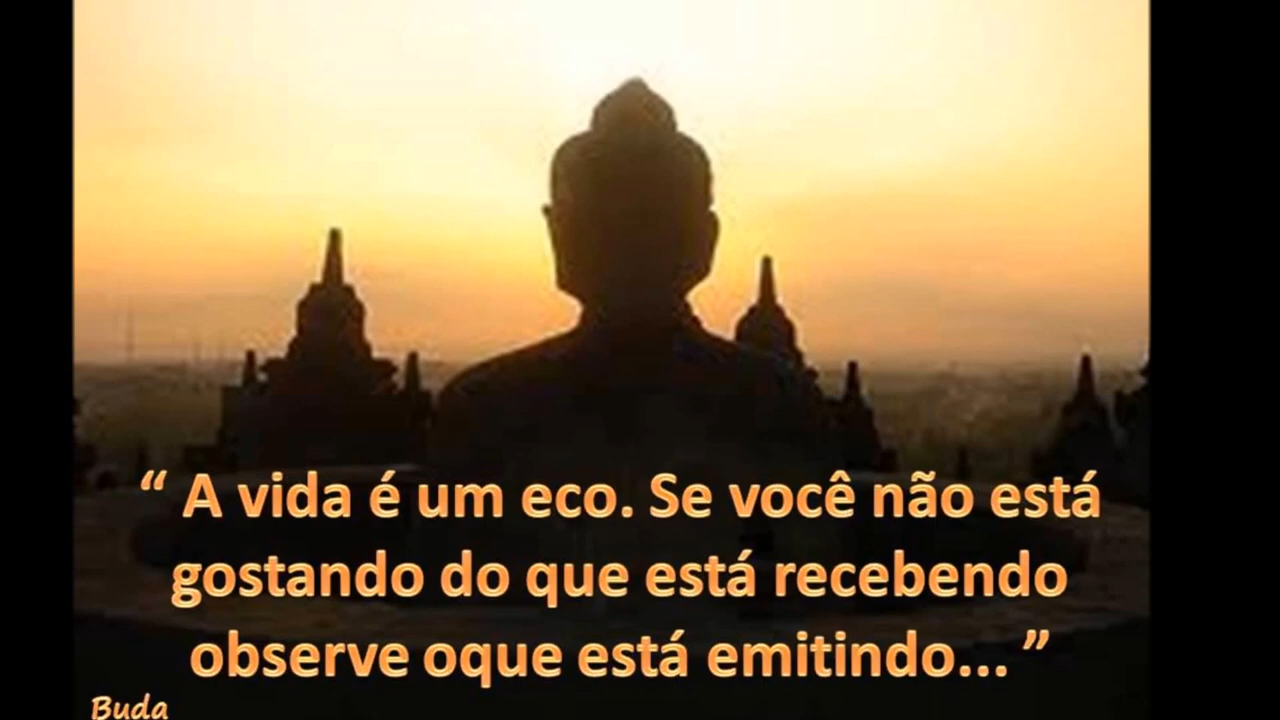 “ A vida é um eco. Se você não está
gostando do que está recebendo
observe oque está emitindo... ”
Buda